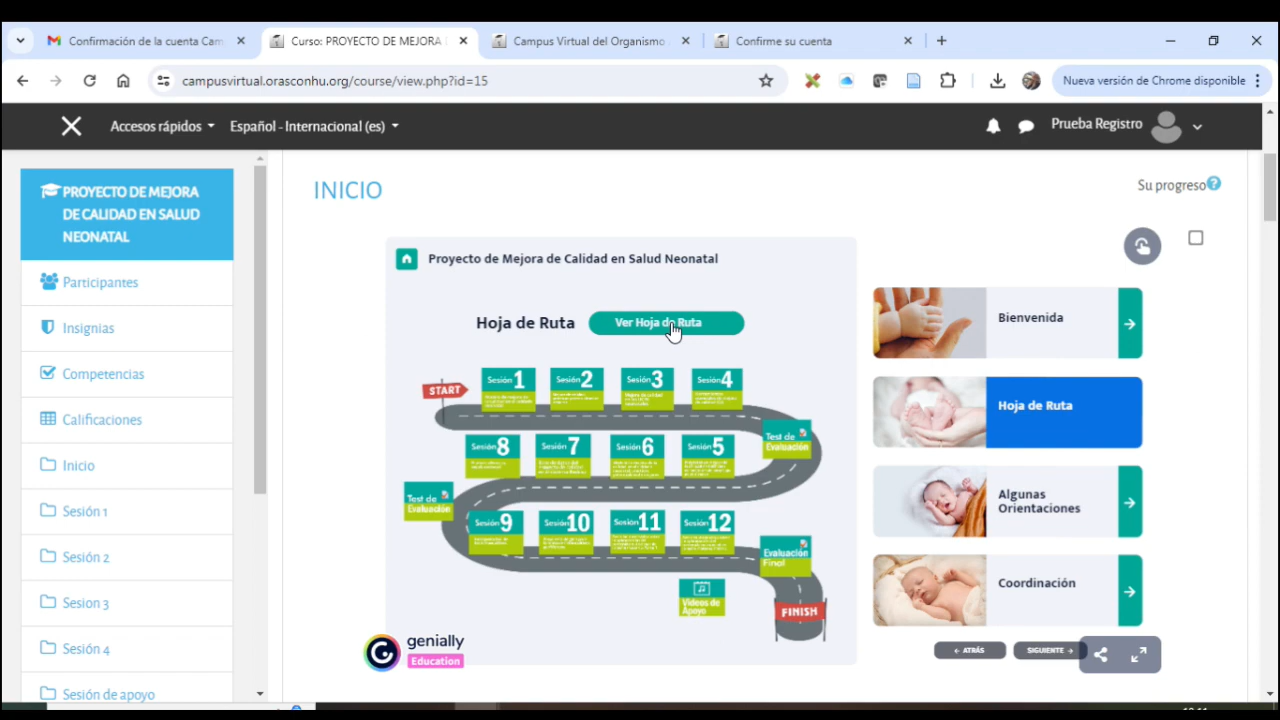 Confirmación de la cuenta Cam
Curso: PROYECTO DE MEJORA
Campus Virtual del Organismo
Confirme su cuenta
campusvirtual.orasconhu.org/course/view.php?id=15
Nueva versión de Chrome disponible
Accesos rápidos
Español - Internacional (es)
Prueba Registro
PROYECTO DE MEJORA
DE CALIDAD EN SALUD
NEONATAL
Participantes
Insignias
Competencias
Calificaciones
Inicio
Sesión 1
Sesión 2
Sesion 3
Sesión 4
Sesión de apoyo
INICIO
Su progreso
Proyecto de Mejora de Calidad en Salud Neonatal
Hoja de Ruta
Ver Hoja de Ruta
START
Sesión 1
Sesión 2
Sesión 3
Sesión 4
Test de
Evaluación
Sesión 8
Sesión 7
Sesión 6
Sesión 5
Test de
Evaluación
Sesión 9
Sesión 10
Sesión 11
Sesión 12
Evaluación
Final
Videos de
Apoyo
FINISH
genially
Education
Bienvenida
Hoja de Ruta
Algunas
Orientaciones
Coordinación
← ATRÁS
SIGUIENTE →